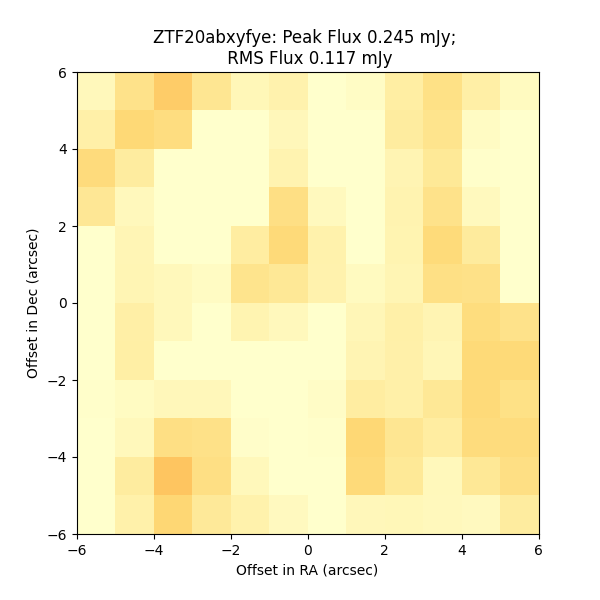 ZTF20abxyfye: Peak Flux 0.245 mJy;
RMS Flux 0.117 mJy
6
4
2
0
−2
−4
−6
Offset in Dec (arcsec)
−6 −4 −2 0 2 4 6
Offset in RA (arcsec)